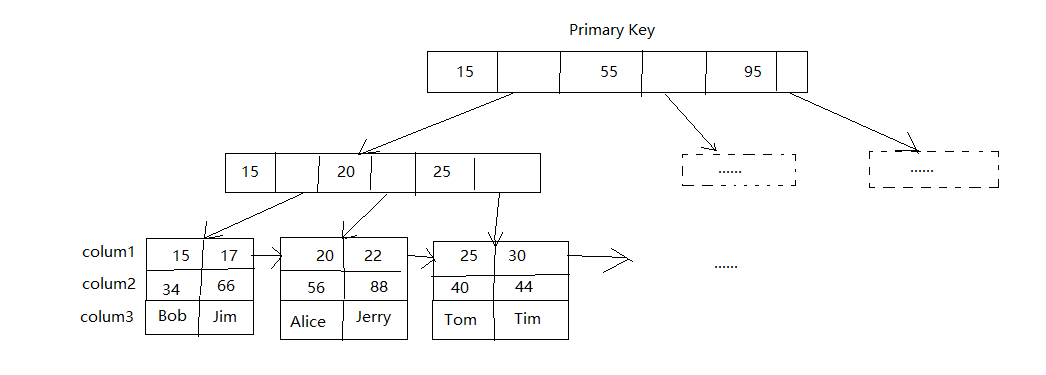 Primary Key
15 55 95
15 20 25
...... ......
colum1 15 17 20 22 25 30
......
colum2 34 66 56 88 40 44
colum3 Bob Jim Alice Jerry Tom Tim